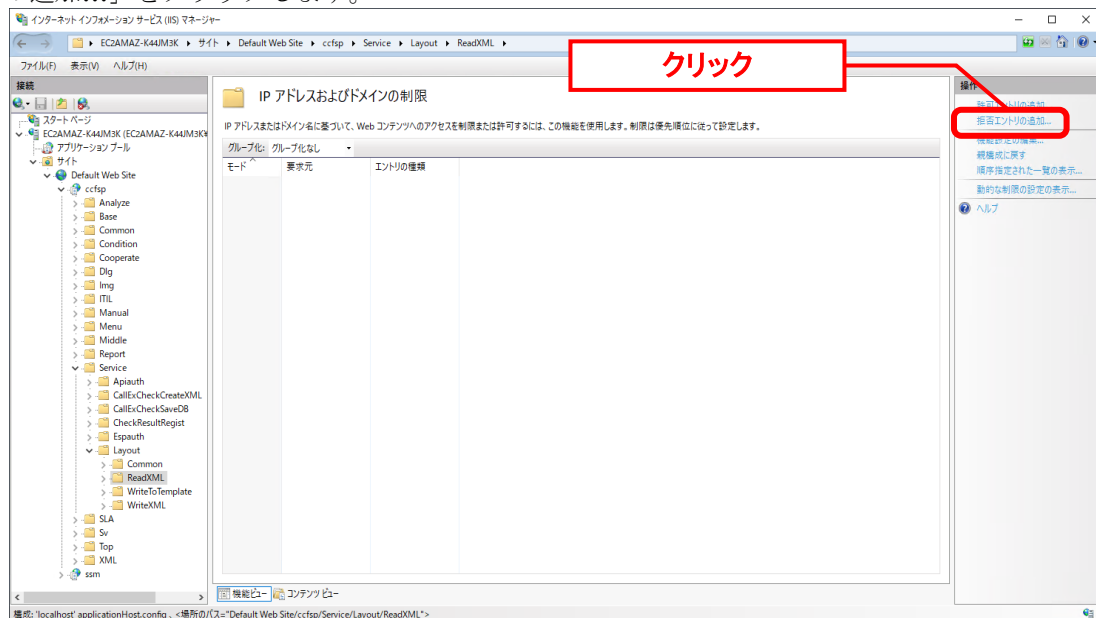 追加...」をクリックします。
インターネット インフォメーション サービス (IIS) マネージャー
EC2AMAZ-K44JM3K ▸ サイト ▸ Default Web Site ▸ ccfsp ▸ Service ▸ Layout ▸ ReadXML ▸
ファイル(F) 表示(V) ヘルプ(H)
クリック
接続
スタート ページ
EC2AMAZ-K44JM3K (EC2AMAZ-K44JM3K¥
アプリケーション プール
サイト
Default Web Site
ccfsp
Analyze
Base
Common
Condition
Cooperate
Dlg
Img
ITIL
Manual
Menu
Middle
Report
Service
Apiauth
CallExCheckCreateXML
CallExCheckSaveDB
CheckResultRegist
Espauth
Layout
Common
ReadXML
WriteToTemplate
WriteXML
SLA
Sv
Top
XML
ssm
IP アドレスおよびドメインの制限
IP アドレスまたはドメイン名に基づいて、Web コンテンツへのアクセスを制限または許可するには、この機能を使用します。制限は優先順位に従って設定します。
グループ化: グループ化なし
モード 要求元 エントリの種類
機能ビュー コンテンツ ビュー
操作
許可エントリの追加...
拒否エントリの追加...
機能設定の編集...
親構成に戻す
順序指定された一覧の表示...
動的な制限の設定の表示...
ヘルプ
構成: 'localhost' applicationHost.config 、<場所のパス="Default Web Site/ccfsp/Service/Layout/ReadXML">